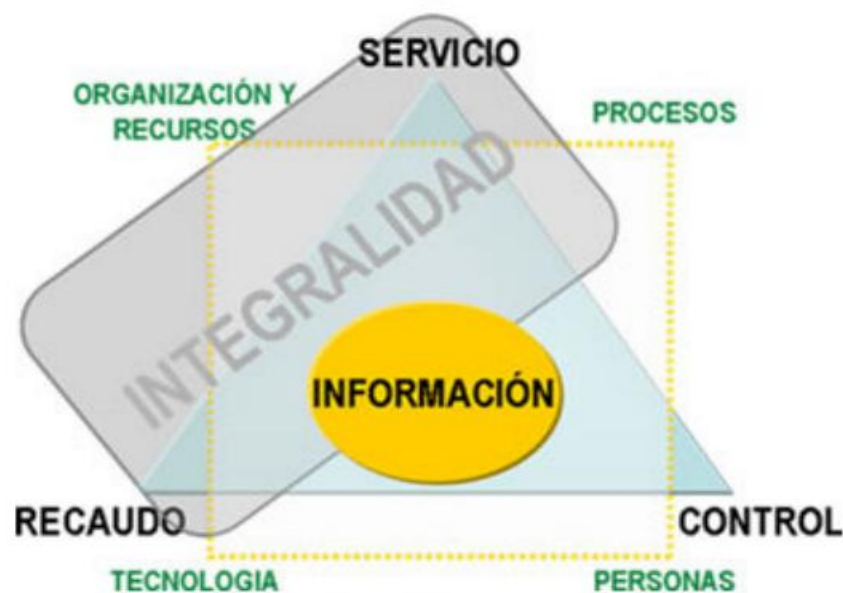 SERVICIO
ORGANIZACIÓN Y
RECURSOS
PROCESOS
INTEGRALIDAD
INFORMACIÓN
RECAUDO
CONTROL
TECNOLOGIA
PERSONAS